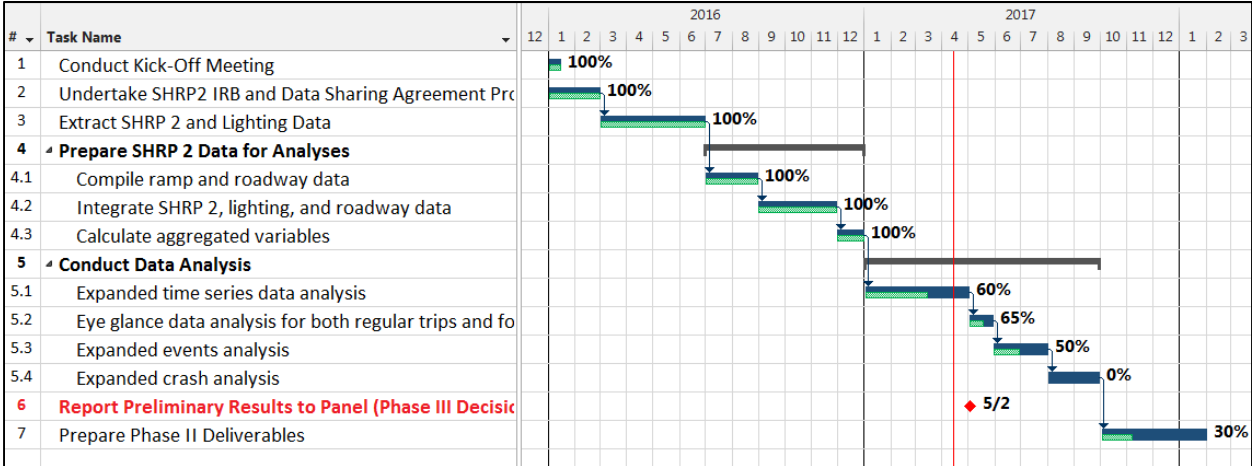 2016 2017
# Task Name 12 1 2 3 4 5 6 7 8 9 10 11 12 1 2 3 4 5 6 7 8 9 10 11 12 1 2 3
1 Conduct Kick-Off Meeting 100%
2 Undertake SHRP2 IRB and Data Sharing Agreement Prc 100%
3 Extract SHRP 2 and Lighting Data 100%
4 Prepare SHRP 2 Data for Analyses
4.1 Compile ramp and roadway data 100%
4.2 Integrate SHRP 2, lighting, and roadway data 100%
4.3 Calculate aggregated variables 100%
5 Conduct Data Analysis
5.1 Expanded time series data analysis 60%
5.2 Eye glance data analysis for both regular trips and fo 65%
5.3 Expanded events analysis 50%
5.4 Expanded crash analysis 0%
6 Report Preliminary Results to Panel (Phase III Decisio 5/2
7 Prepare Phase II Deliverables 30%